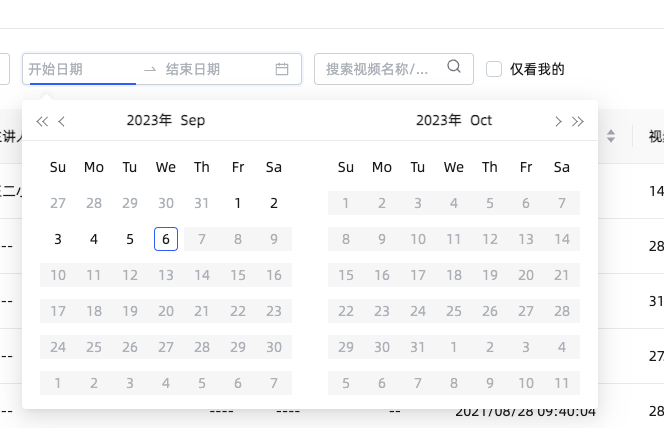 开始日期 → 结束日期 搜索视频名称/... 仅看我的
2023年 Sep 2023年 Oct
Su Mo Tu We Th Fr Sa Su Mo Tu We Th Fr Sa
27 28 29 30 31 1 2 1 2 3 4 5 6 7
3 4 5 6 7 8 9 8 9 10 11 12 13 14
10 11 12 13 14 15 16 15 16 17 18 19 20 21
17 18 19 20 21 22 23 22 23 24 25 26 27 28
24 25 26 27 28 29 30 29 30 31 1 2 3 4
1 2 3 4 5 6 7 5 6 7 8 9 10 11
14
28
31
27
---- ---- -- 2021/08/28 09:40:04 28